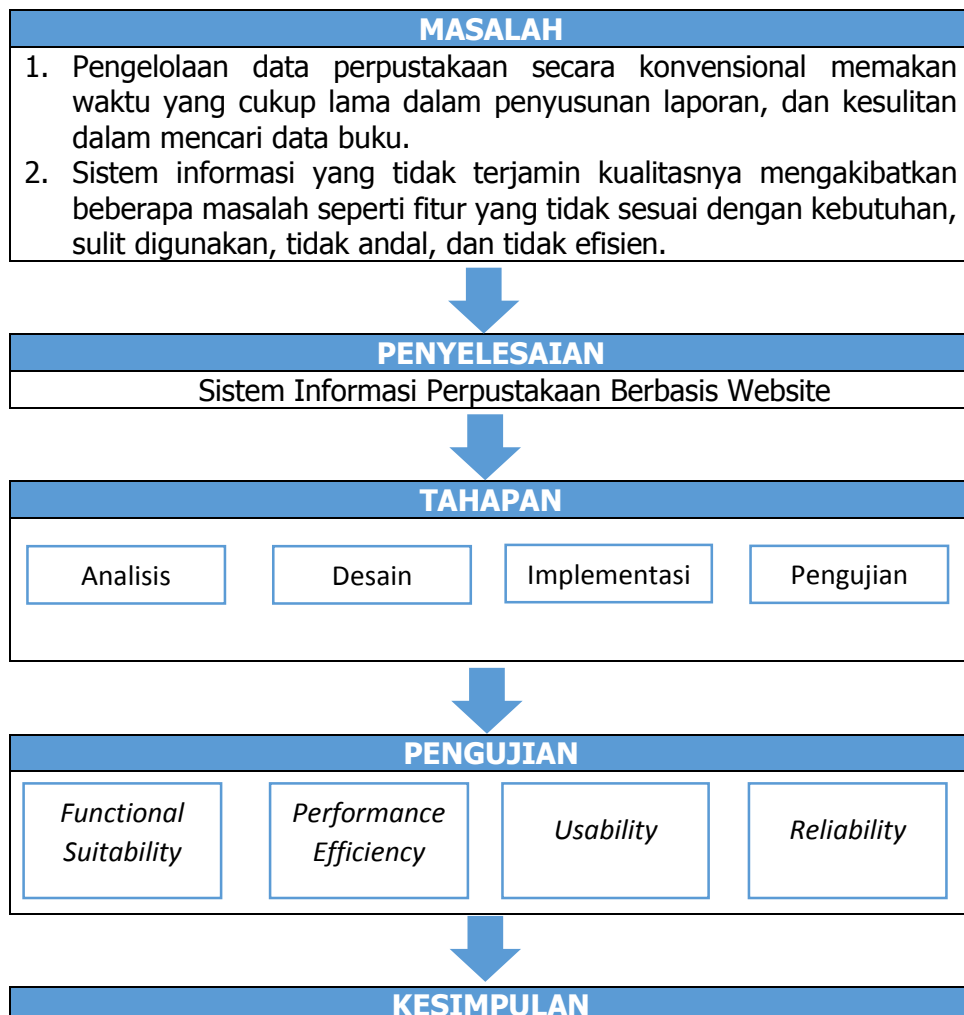 MASALAH
1. Pengelolaan data perpustakaan secara konvensional memakan
waktu yang cukup lama dalam penyusunan laporan, dan kesulitan
dalam mencari data buku.
2. Sistem informasi yang tidak terjamin kualitasnya mengakibatkan
beberapa masalah seperti fitur yang tidak sesuai dengan kebutuhan,
sulit digunakan, tidak andal, dan tidak efisien.
PENYELESAIAN
Sistem Informasi Perpustakaan Berbasis Website
TAHAPAN
Analisis
Desain
Implementasi
Pengujian
PENGUJIAN
Functional
Suitability
Performance
Efficiency
Usability
Reliability
KESIMPULAN